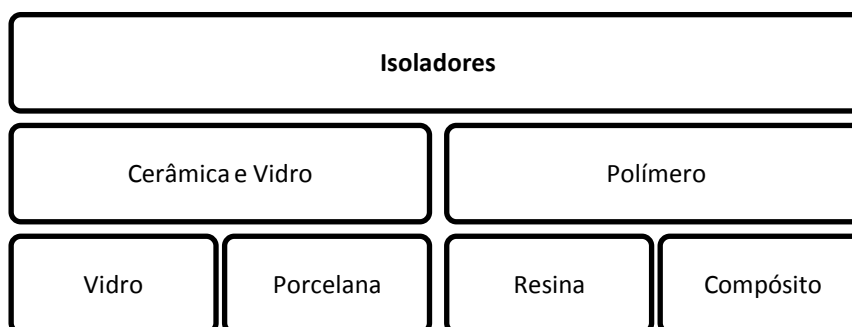 Isoladores
Cerâmica e Vidro
Polímero
Vidro
Porcelana
Resina
Compósito